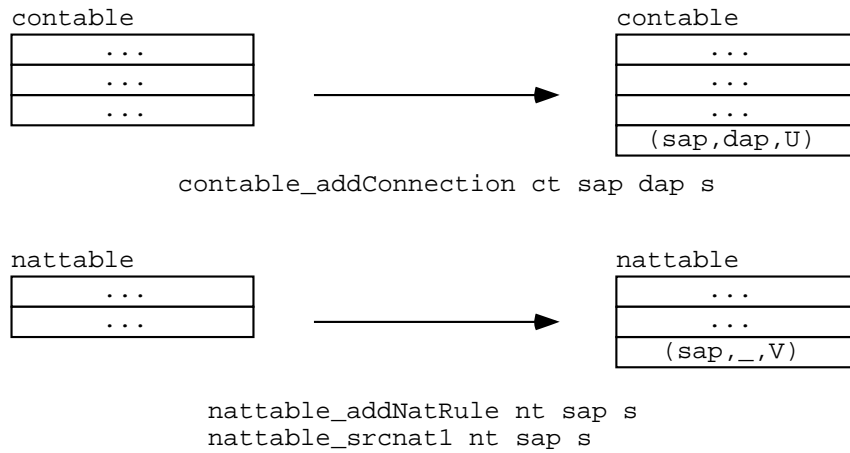 contable contable
... ...
... ...
... ...
(sap,dap,U)
contable_addConnection ct sap dap s
nattable nattable
... ...
... ...
(sap,_,V)
nattable_addNatRule nt sap s
nattable_srcnat1 nt sap s